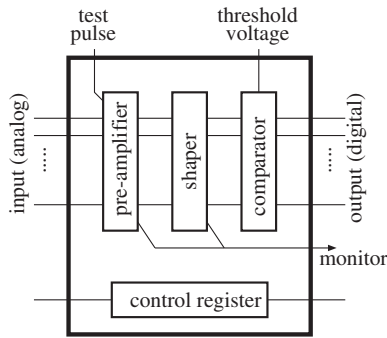 test
pulse
threshold
voltage
input (analog)
......
pre-amplifier
shaper
comparator
......
output (digital)
monitor
control register